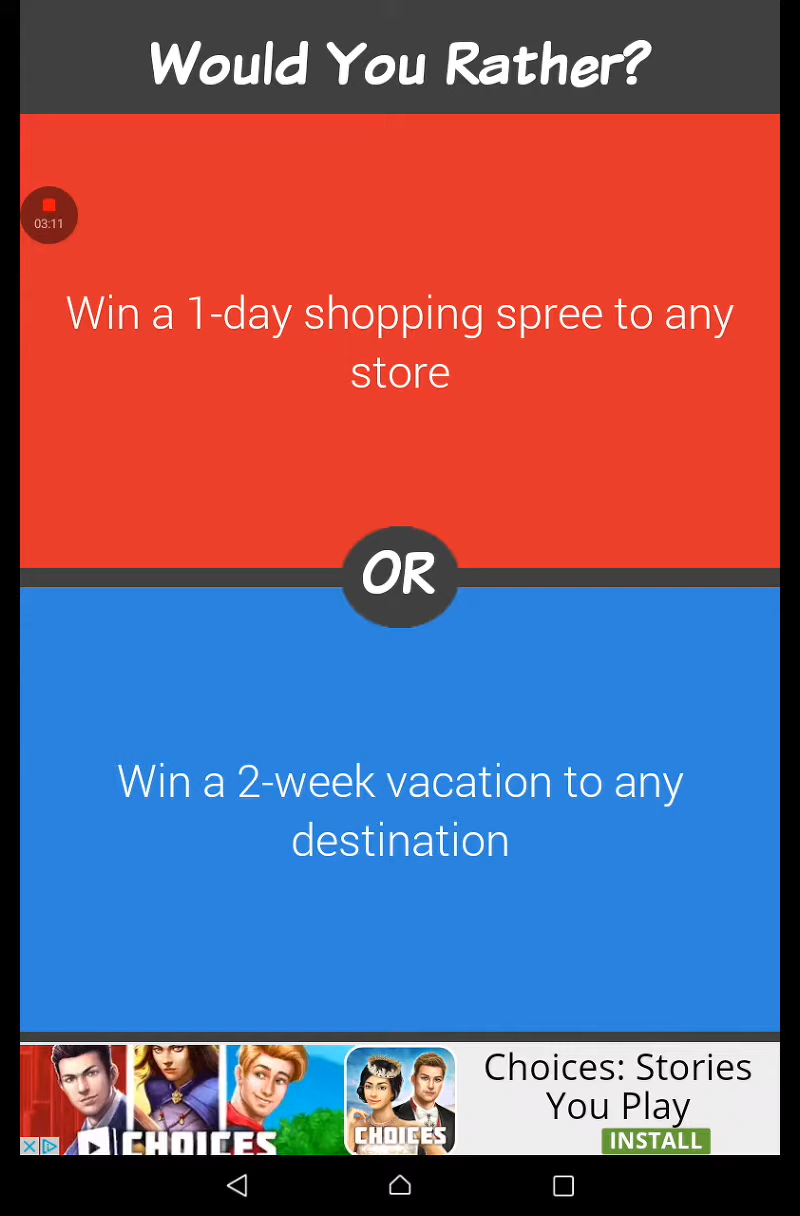 Would You Rather?
03:11
Win a 1-day shopping spree to any
store
OR
Win a 2-week vacation to any
destination
CHOICES
CHOICES
Choices: Stories
You Play
INSTALL